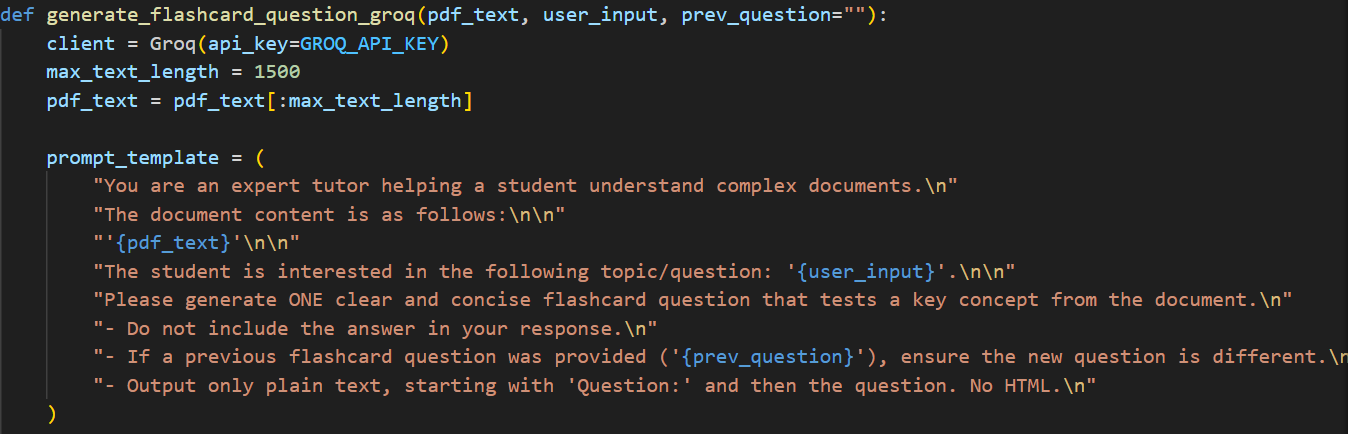 def generate_flashcard_question_groq(pdf_text, user_input, prev_question=""):
    client = Groq(api_key=GROQ_API_KEY)
    max_text_length = 1500
    pdf_text = pdf_text[:max_text_length]

    prompt_template = (
        "You are an expert tutor helping a student understand complex documents.\n"
        "The document content is as follows:\n\n"
        "'{pdf_text}'\n\n"
        "The student is interested in the following topic/question: '{user_input}'.\n\n"
        "Please generate ONE clear and concise flashcard question that tests a key concept from the document.\n"
        "- Do not include the answer in your response.\n"
        "- If a previous flashcard question was provided ('{prev_question}'), ensure the new question is different.\n
        "- Output only plain text, starting with 'Question:' and then the question. No HTML.\n"
    )